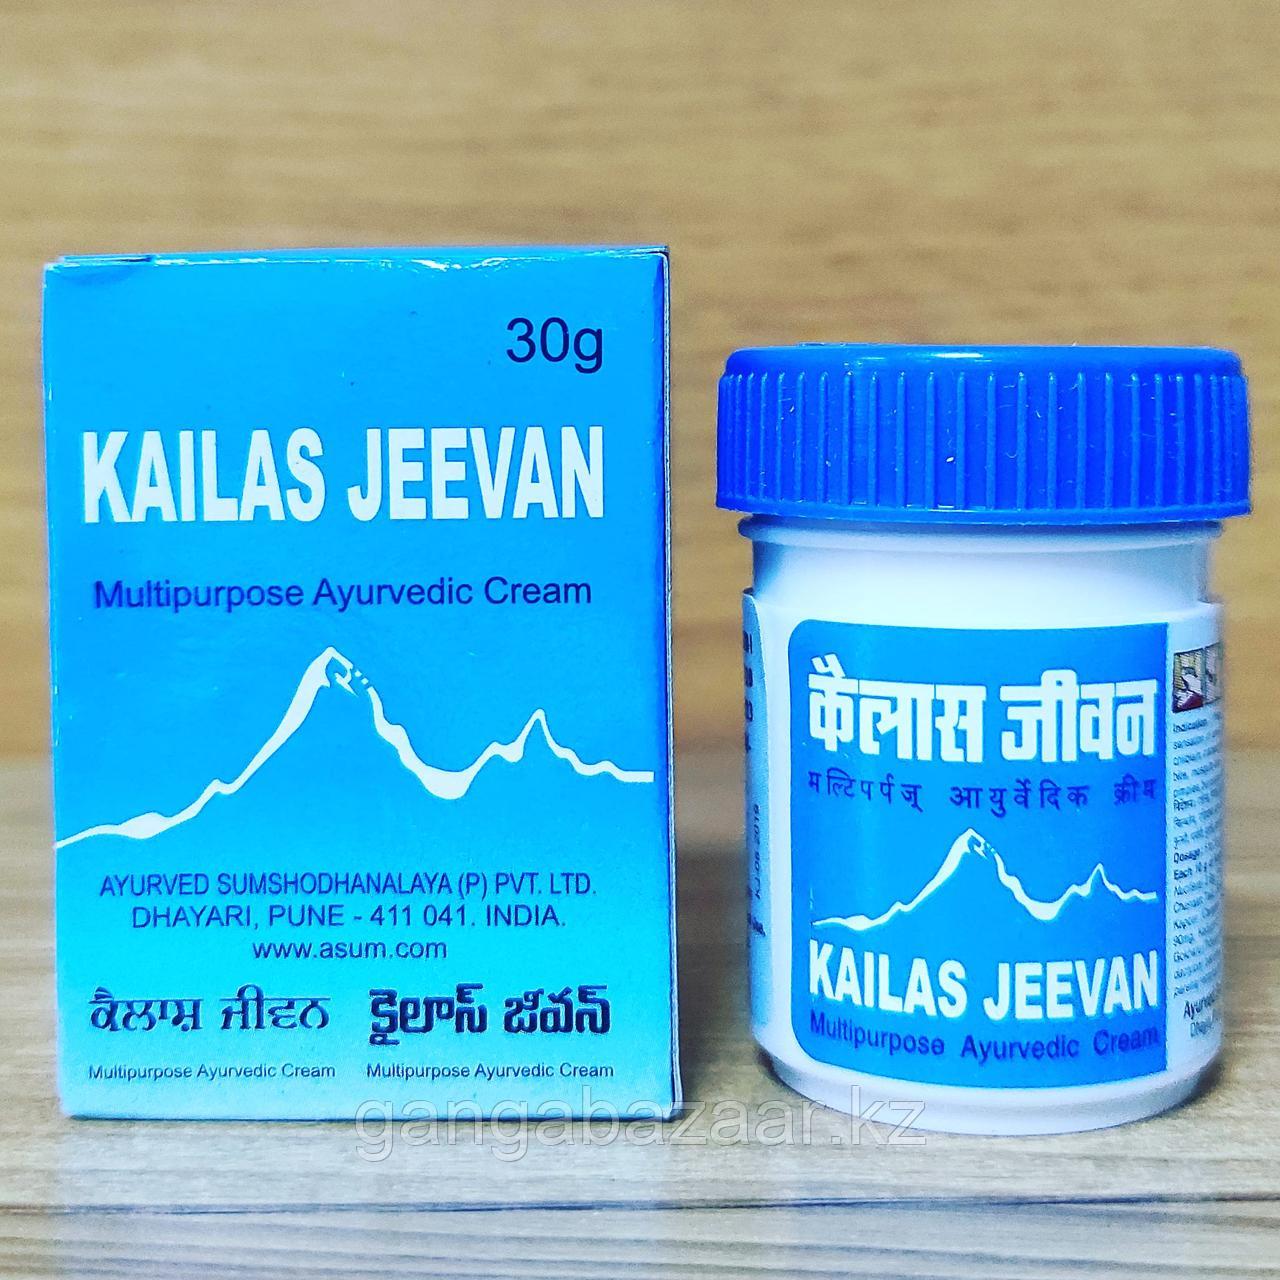 30g
KAILAS JEEVAN
Multipurpose Ayurvedic Cream
AYURVED SUMSHODHANALAYA (P) PVT. LTD.
DHAYARI, PUNE - 411 041. INDIA.
www.asum.com
ਕੈਲਾਸ਼ ਜੀਵਨ
Multipurpose Ayurvedic Cream
కైలాస్ జీవన్
Multipurpose Ayurvedic Cream
कैलास जीवन
मल्टिपर्पज् आयुर्वेदिक क्रीम
KAILAS JEEVAN
Multipurpose Ayurvedic Cream
gangabazaar.kz